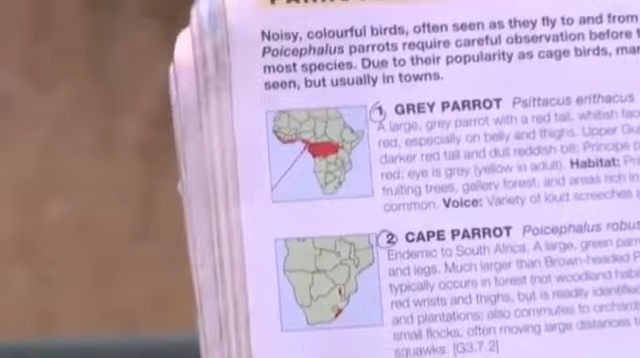 Noisy, colourful birds, often seen as they fly to and from
Poicephalus parrots require careful observation before
most species. Due to their popularity as cage birds,
seen, but usually in towns.
1 GREY PARROT Psittacus erithacus
A large, grey parrot with a red tail, whitish
red, especially on belly and thighs. Upper
darker red tail and dull reddish bill; Principe
red; eye is grey (yellow in adult). Habitat:
fruiting trees, gallery forest, and areas rich in
common. Voice: Variety of loud screeches
2 CAPE PARROT Poicephalus
Endemic to South Africa. A large, green
and legs. Much larger than Brown-headed
typically occurs in forest (not woodland
red wrists and thighs, but is readily
and plantations; also commutes to
small flocks, often moving large distances
squawks. [G3.7.2]